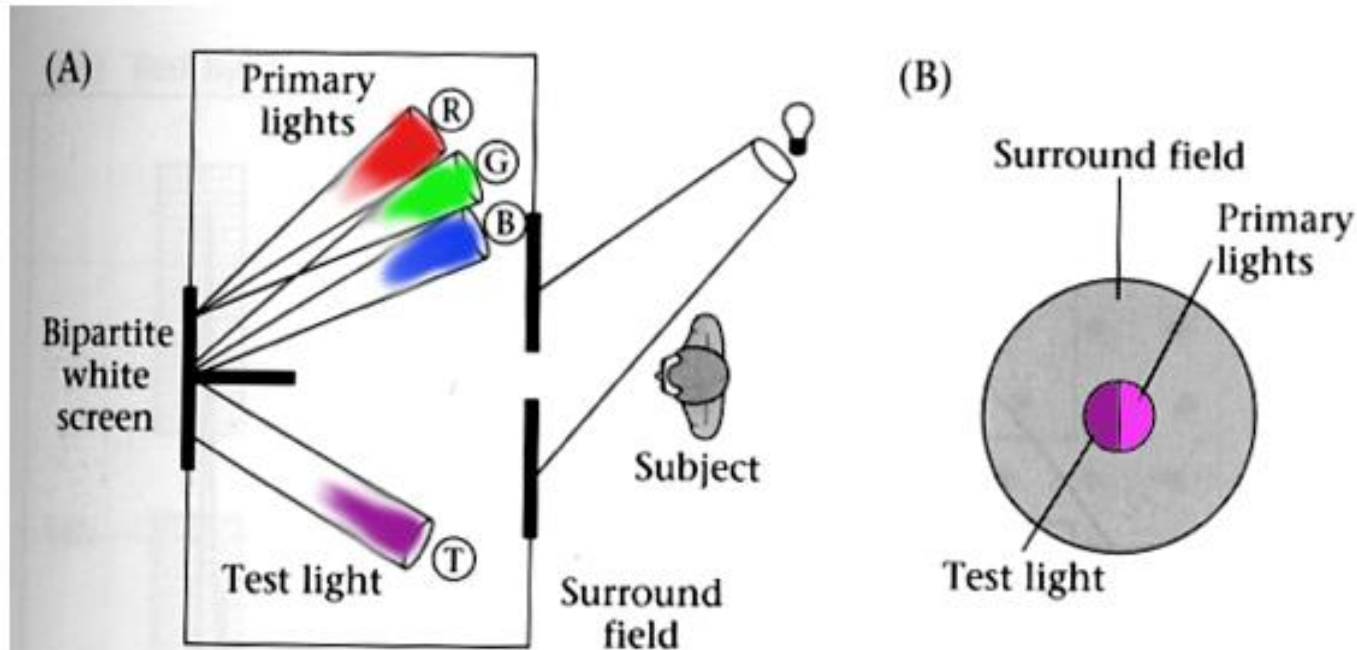 (A)
Primary
lights
R
G
B
Bipartite
white
screen
Test light
T
Subject
Surround
field
(B)
Surround field
Primary
lights
Test light